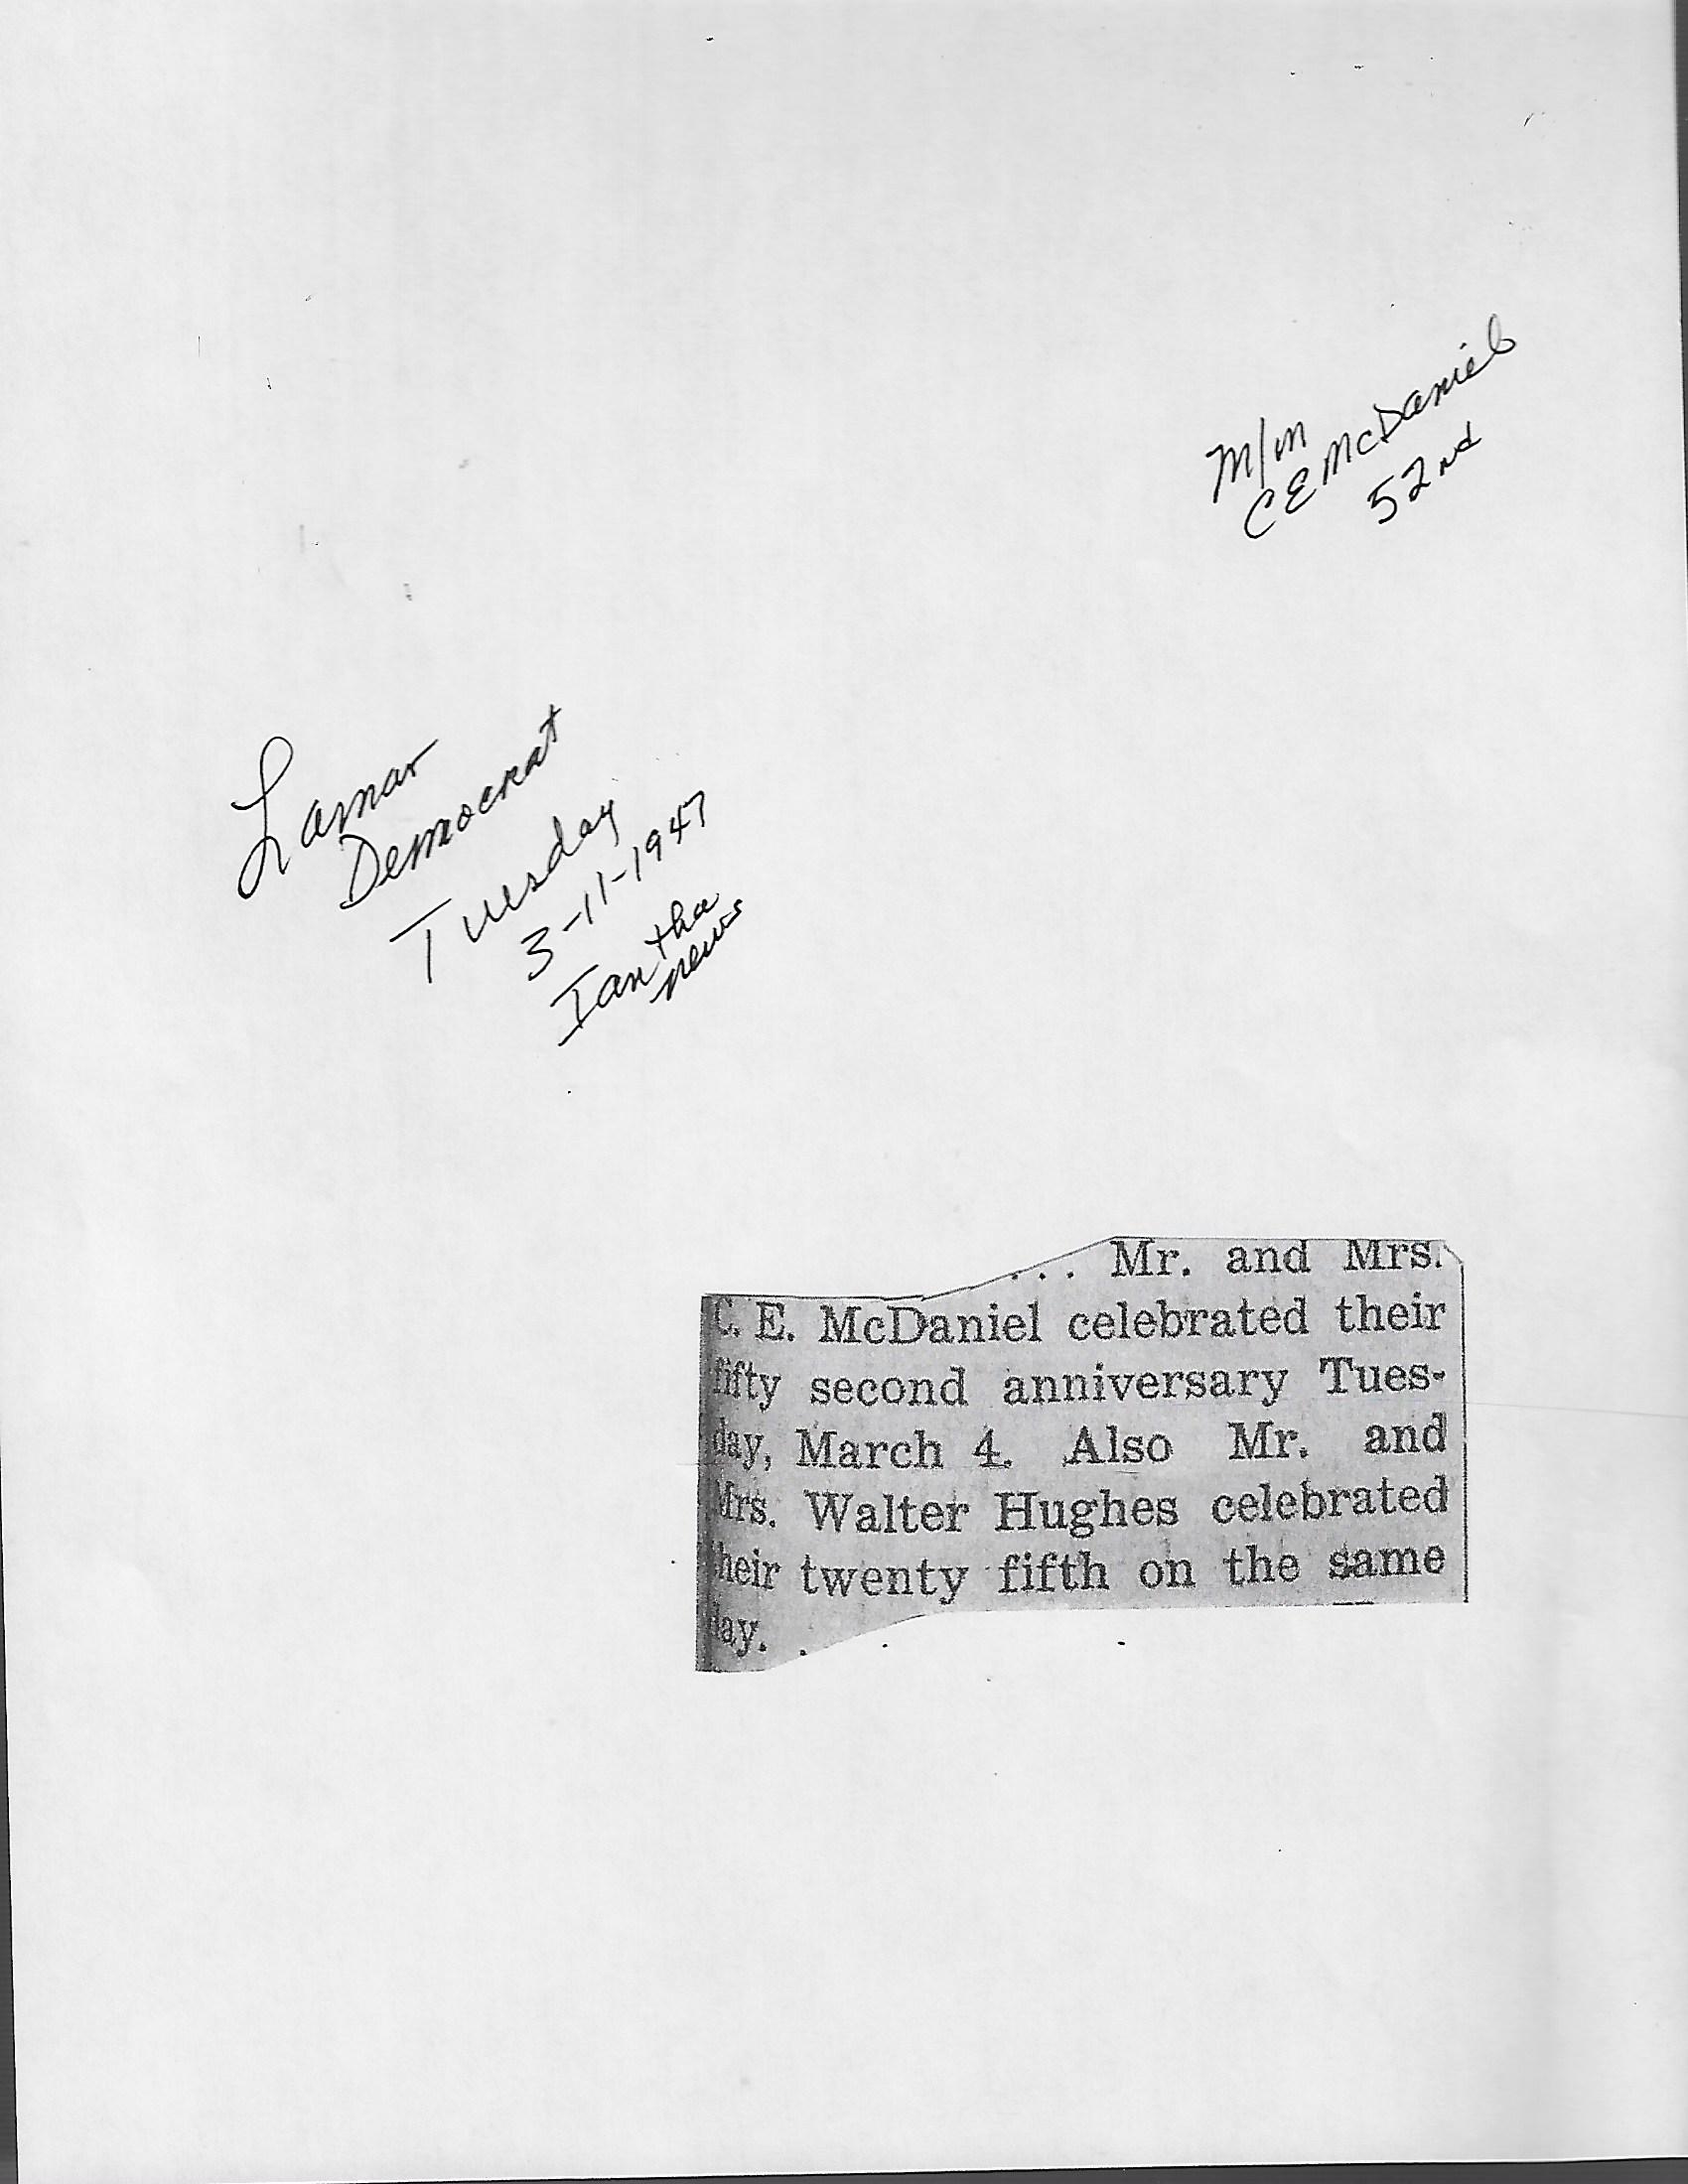 M/M
C E McDaniel
52nd
Lamar
Democrat
Tuesday
3-11-1947
Iantha
news
... Mr. and Mrs.
C. E. McDaniel celebrated their
fifty second anniversary Tues-
day, March 4. Also Mr. and
Mrs. Walter Hughes celebrated
their twenty fifth on the same
day. .